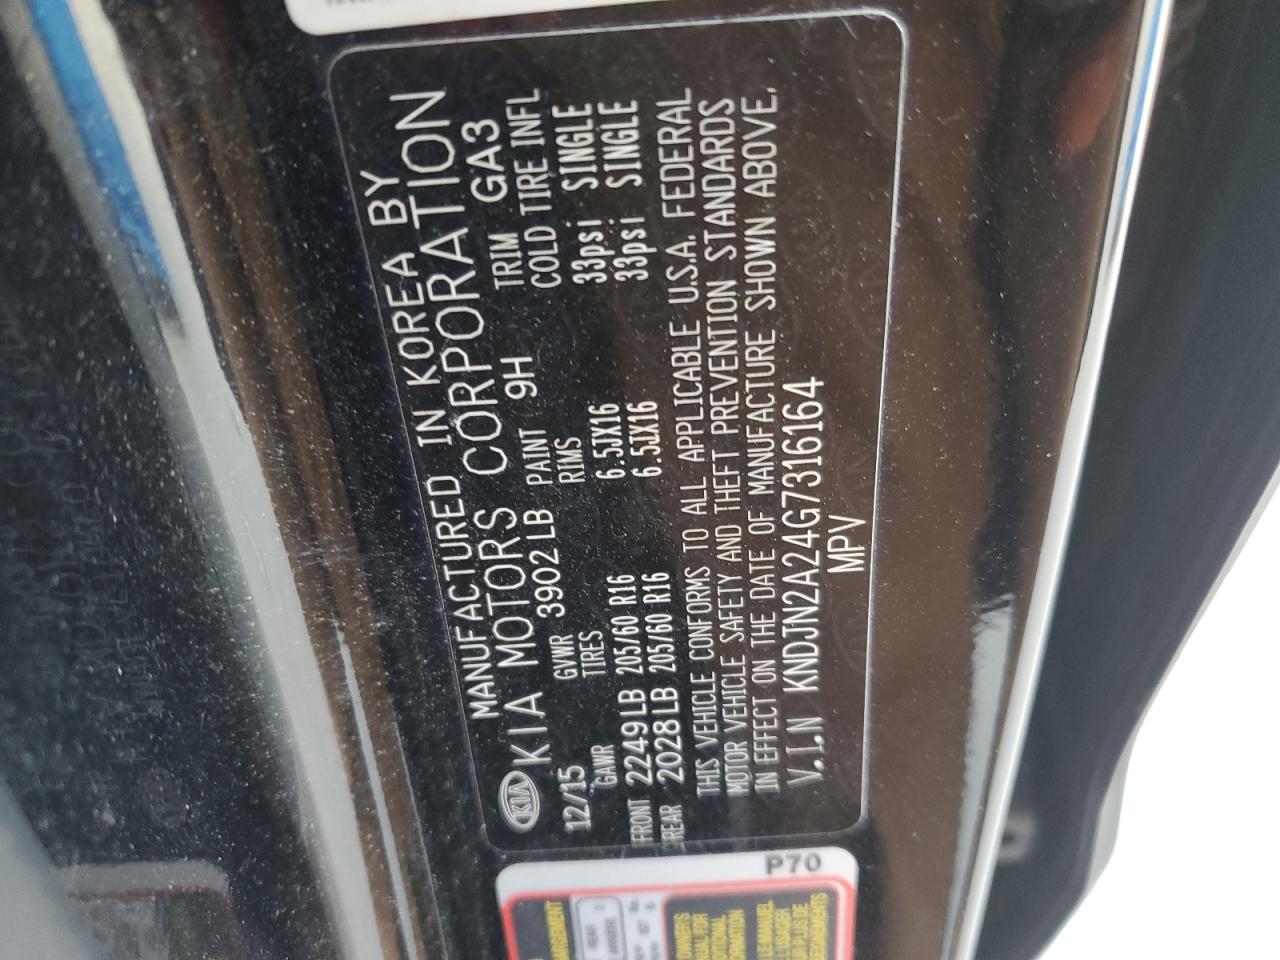 MANUFACTURED IN KOREA BY
KIA KIA MOTORS CORPORATION
12/15 GVWR 3902 LB PAINT 9H TRIM GA3
GAWR TIRES RIMS COLD TIRE INFL
FRONT 2249 LB 205/60 R16 6.5JX16 33psi SINGLE
REAR 2028 LB 205/60 R16 6.5JX16 33psi SINGLE
THIS VEHICLE CONFORMS TO ALL APPLICABLE U.S.A. FEDERAL
MOTOR VEHICLE SAFETY AND THEFT PREVENTION STANDARDS
IN EFFECT ON THE DATE OF MANUFACTURE SHOWN ABOVE.
V.I.N KNDJN2A24G7316164
MPV
P70